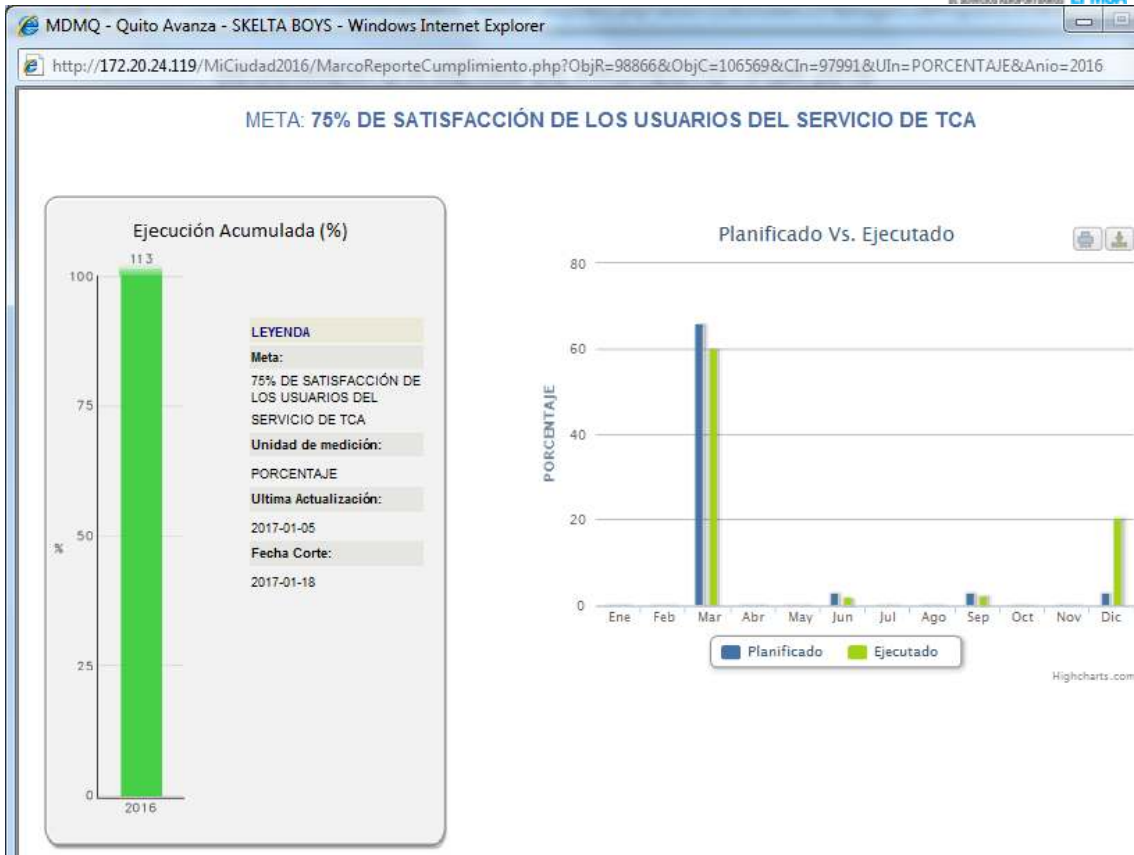 MDMQ - Quito Avanza - SKELTA BOYS - Windows Internet Explorer
http://172.20.24.119/MiCiudad2016/MarcoReporteCumplimiento.php?ObjR=98866&ObjC=106569&CIn=97991&UIn=PORCENTAJE&Anio=2016
META: 75% DE SATISFACCIÓN DE LOS USUARIOS DEL SERVICIO DE TCA
Ejecución Acumulada (%)
113
100
75
50
25
0
%
2016
LEYENDA
Meta:
75% DE SATISFACCIÓN DE
LOS USUARIOS DEL
SERVICIO DE TCA
Unidad de medición:
PORCENTAJE
Ultima Actualización:
2017-01-05
Fecha Corte:
2017-01-18
Planificado Vs. Ejecutado
80
60
40
20
0
PORCENTAJE
Ene Feb Mar Abr May Jun Jul Ago Sep Oct Nov Dic
Planificado Ejecutado
Highcharts.com